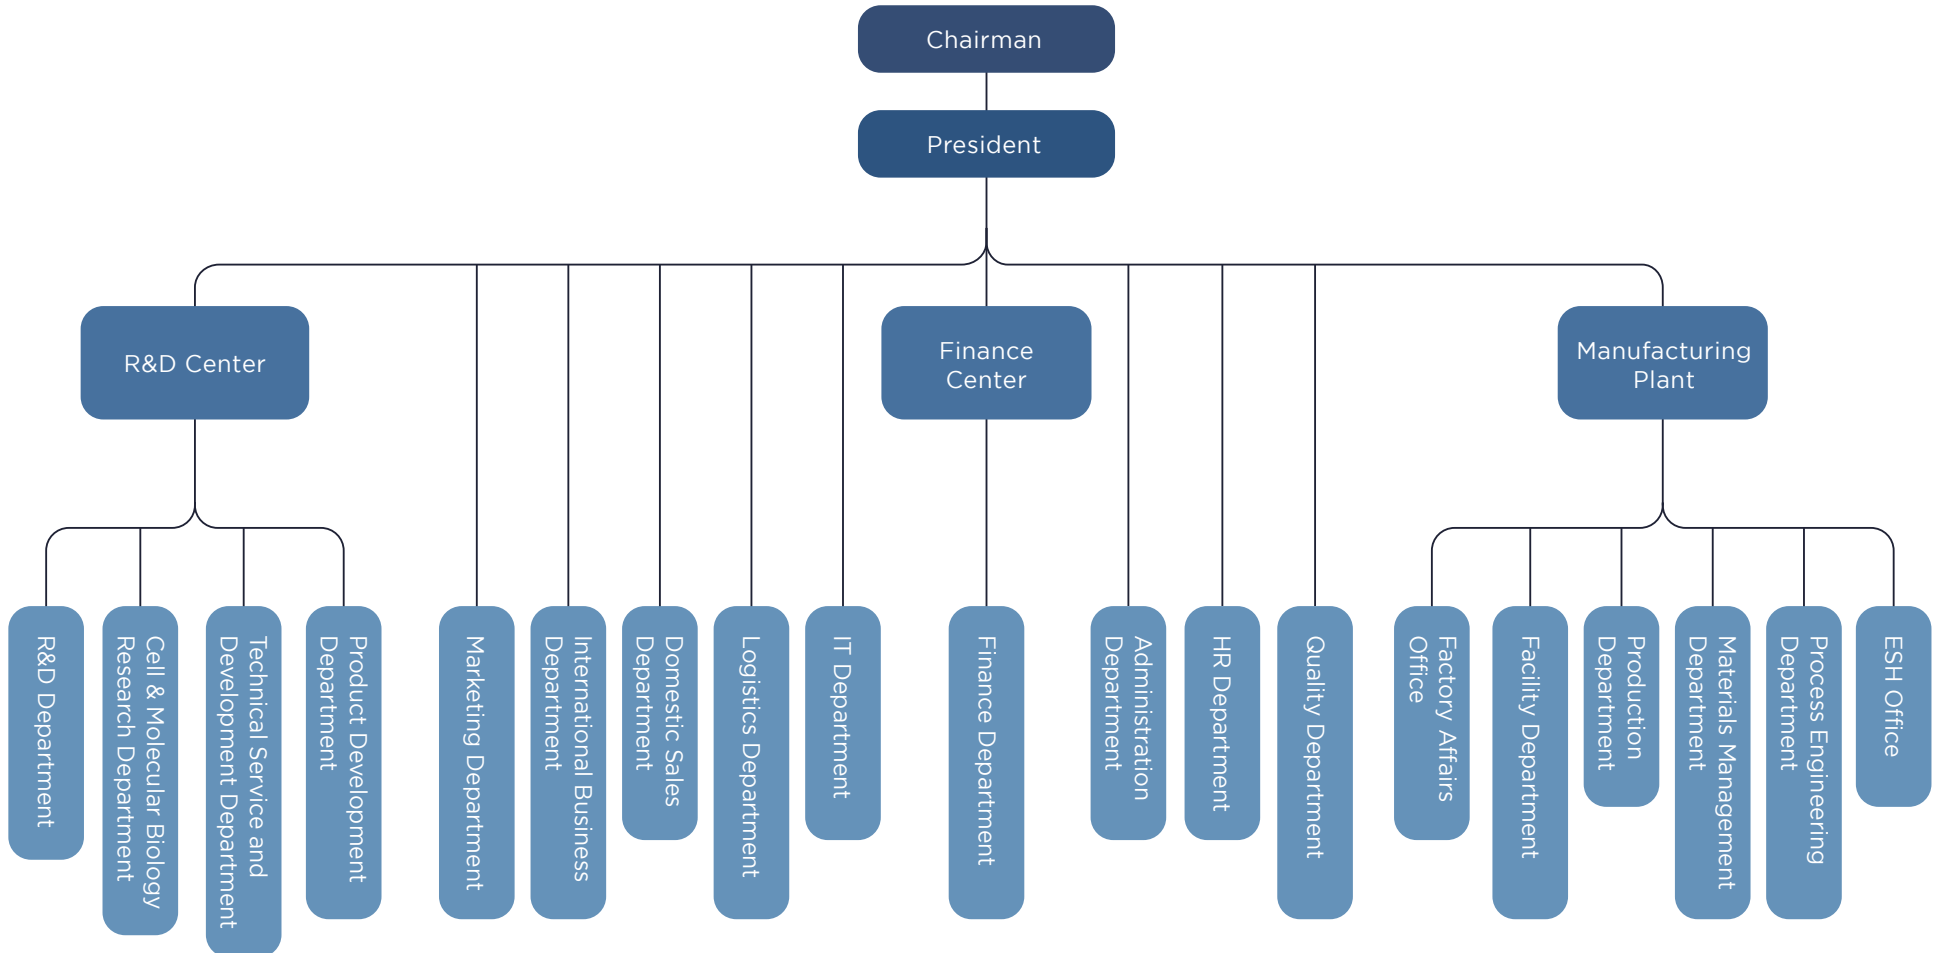 Chairman
President
R&D Center
Finance
Center
Manufacturing
Plant
R&D Department
Cell & Molecular Biology
Research Department
Technical Service and
Development Department
Product Development
Department
Marketing Department
International Business
Department
Domestic Sales
Department
Logistics Department
IT Department
Finance Department
Administration
Department
HR Department
Quality Department
Factory Affairs
Office
Facility Department
Production
Department
Materials Management
Department
Process Engineering
Department
ESH Office